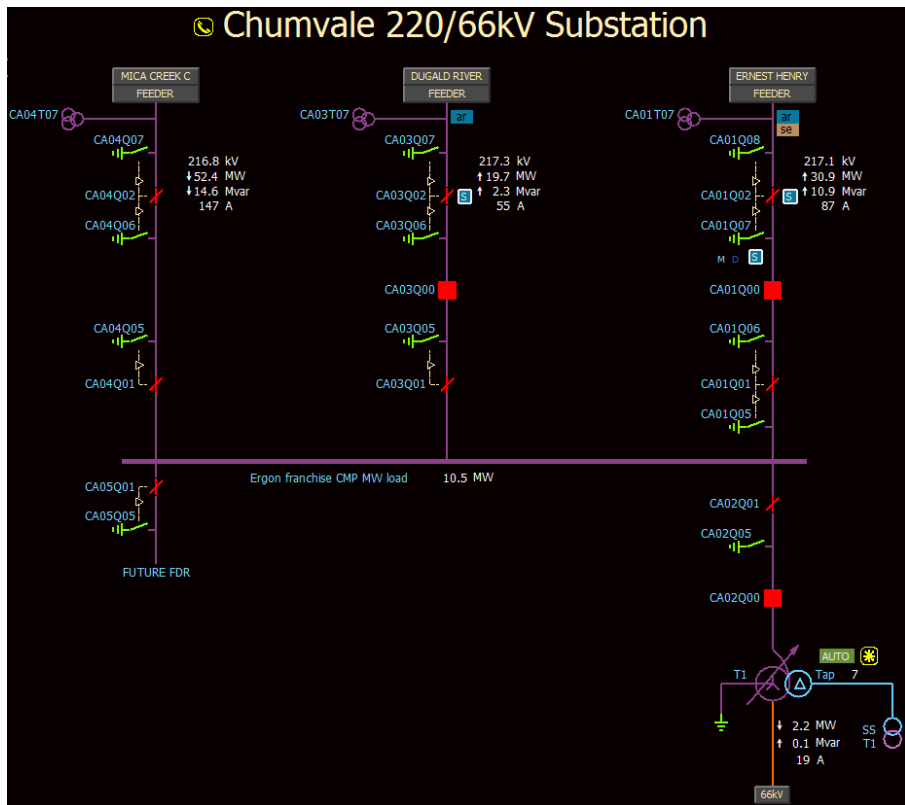 Chumvale 220/66kV Substation
MICA CREEK C
FEEDER
DUGALD RIVER
FEEDER
ERNEST HENRY
FEEDER
CA04T07
CA03T07
ar
CA01T07
ar
se
CA04Q07
CA03Q07
CA01Q08
216.8 kV
52.4 MW
14.6 Mvar
147 A
217.3 kV
19.7 MW
2.3 Mvar
55 A
217.1 kV
30.9 MW
10.9 Mvar
87 A
CA04Q02
CA03Q02
S
CA01Q02
S
CA04Q06
CA03Q06
CA01Q07
M D S
CA03Q00
CA01Q00
CA04Q05
CA03Q05
CA01Q06
CA04Q01
CA03Q01
CA01Q01
CA01Q05
Ergon franchise CMP MW load 10.5 MW
CA05Q01
CA02Q01
CA05Q05
CA02Q05
FUTURE FDR
CA02Q00
AUTO
T1
Tap 7
2.2 MW
0.1 Mvar
19 A
SS
T1
66kV